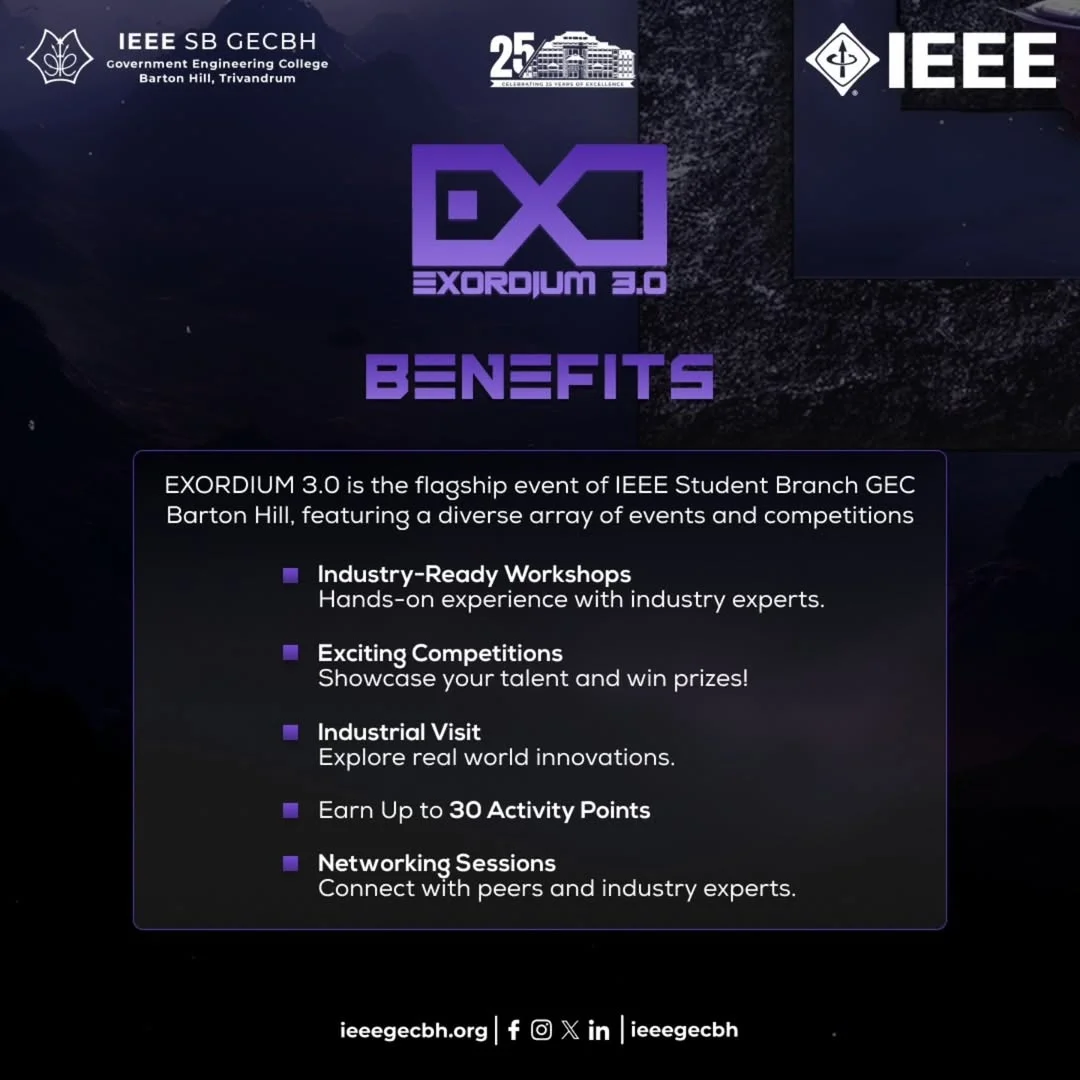 IEEE SB GECBH
Government Engineering College
Barton Hill, Trivandrum
25
CELEBRATING 25 YEARS OF EXCELLENCE
IEEE
EXORDIUM 3.0
BENEFITS
EXORDIUM 3.0 is the flagship event of IEEE Student Branch GEC
Barton Hill, featuring a diverse array of events and competitions
Industry-Ready Workshops
Hands-on experience with industry experts.
Exciting Competitions
Showcase your talent and win prizes!
Industrial Visit
Explore real world innovations.
Earn Up to 30 Activity Points
Networking Sessions
Connect with peers and industry experts.
ieeegecbh.org | ieeegecbh